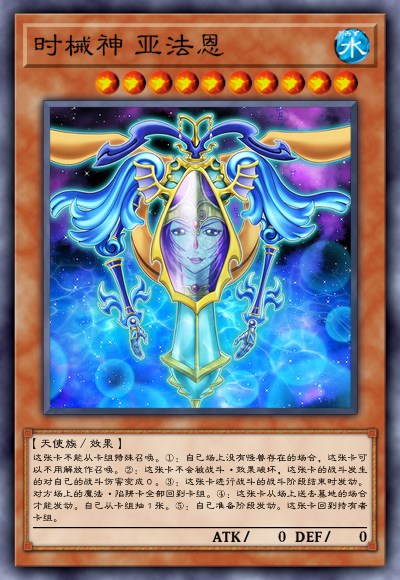 时械神 亚法恩
水
【天使族／效果】
这张卡不能从卡组特殊召唤。①：自己场上没有怪兽存在的场合，这张卡可
以不用解放作召唤。②：这张卡不会被战斗·效果破坏，这张卡的战斗发生
的对自己的战斗伤害变成0。③：这张卡进行战斗的战斗阶段结束时发动。
对方场上的魔法·陷阱卡全部回到卡组。④：这张卡从场上送去墓地的场合
才能发动。自己从卡组抽1张。⑤：自己准备阶段发动。这张卡回到持有者
卡组。
ATK/ 0 DEF/ 0